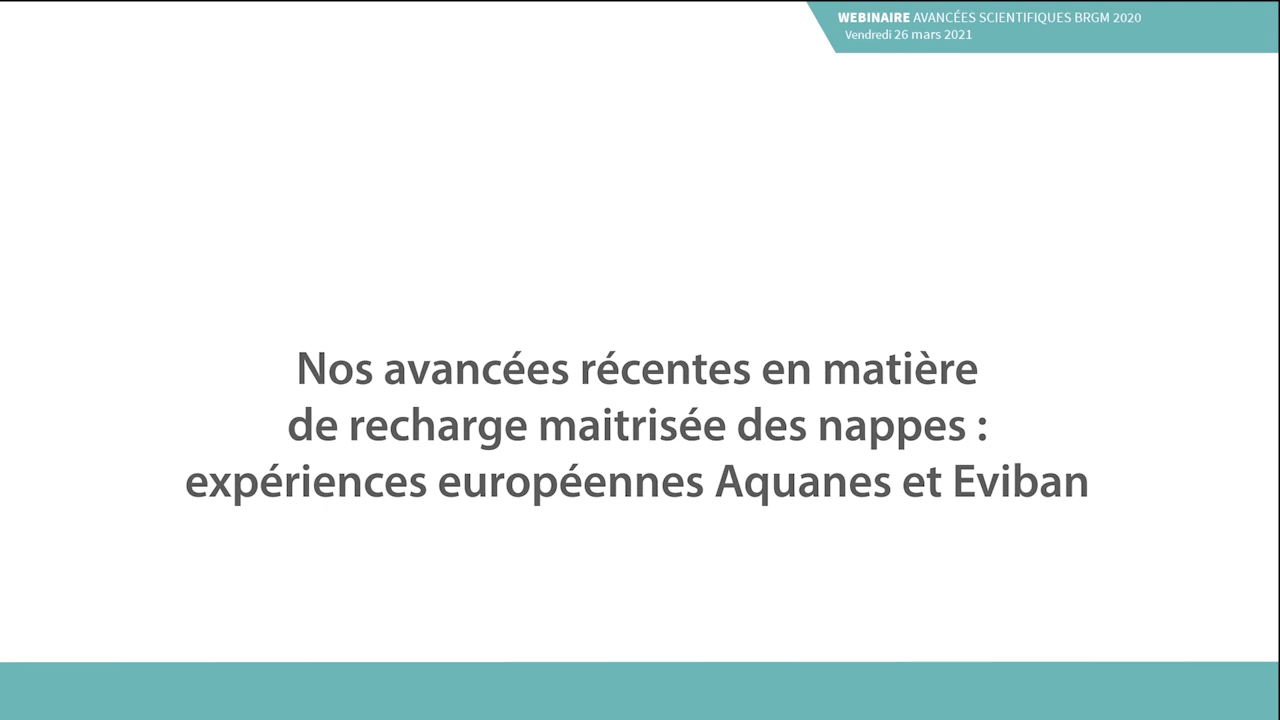 WEBINAIRE AVANCÉES SCIENTIFIQUES BRGM 2020
Vendredi 26 mars 2021
Nos avancées récentes en matière
de recharge maitrisée des nappes :
expériences européennes Aquanes et Eviban